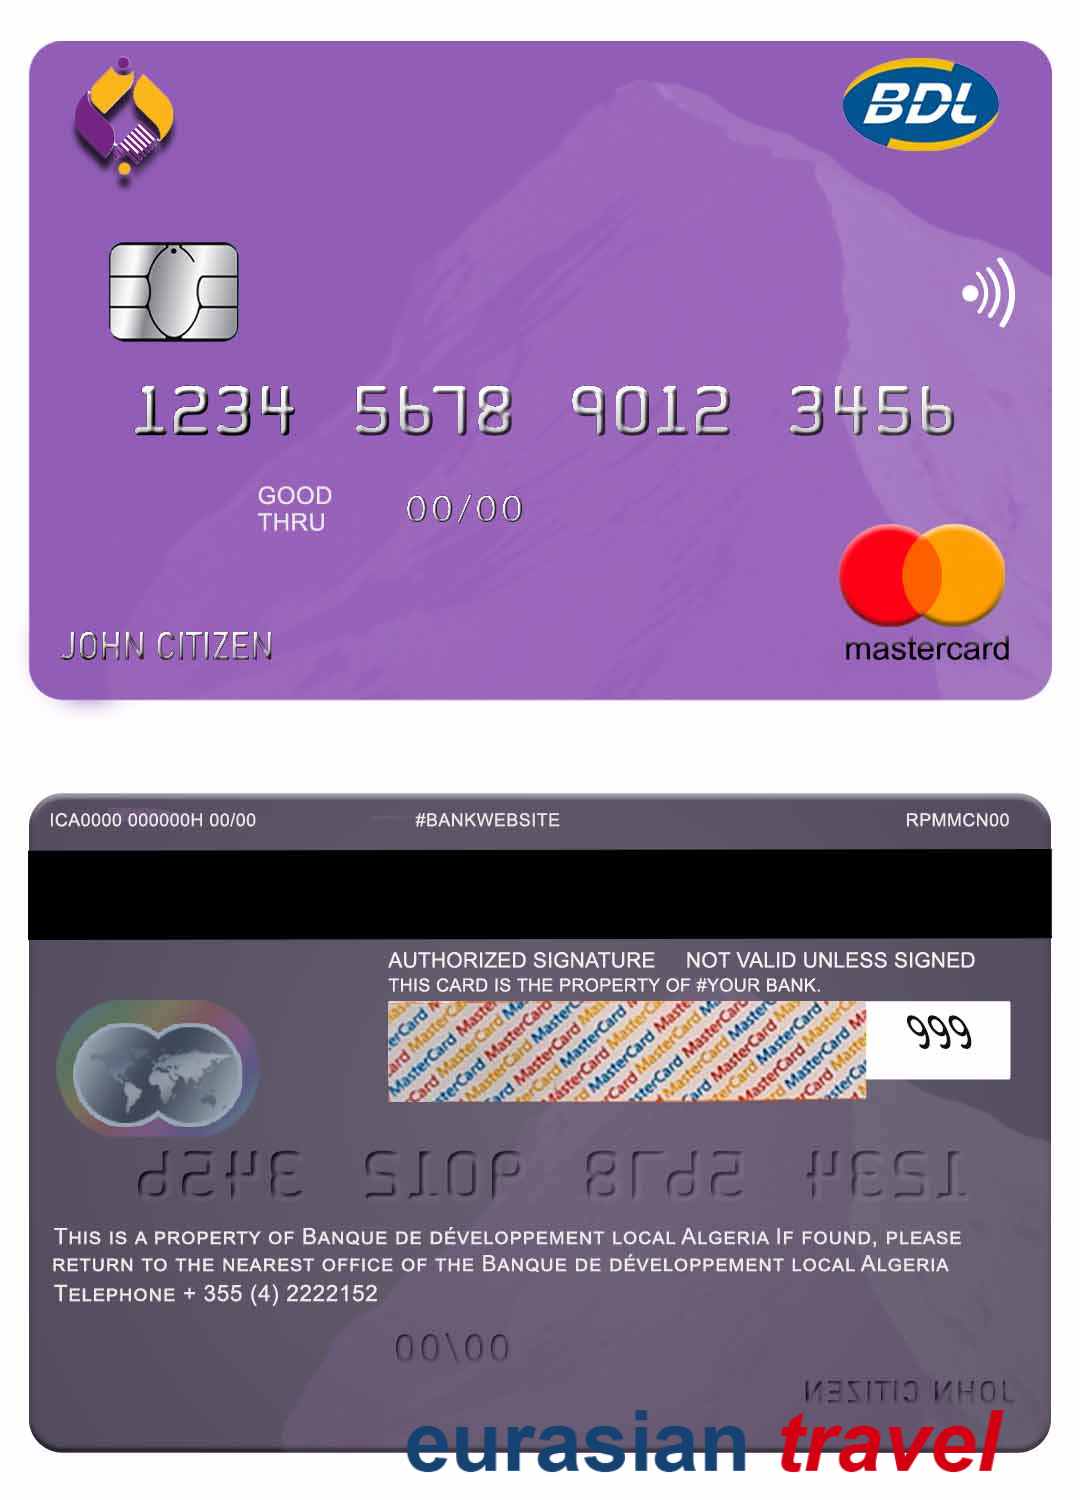 BDL
1234 5678 9012 3456
GOOD
THRU
00/00
JOHN CITIZEN
mastercard
ICA0000 000000H 00/00 #BANKWEBSITE RPMMCN00
AUTHORIZED SIGNATURE NOT VALID UNLESS SIGNED
THIS CARD IS THE PROPERTY OF #YOUR BANK.
MasterCard MasterCard MasterCard
999
1234 5678 9012 3456
THIS IS A PROPERTY OF BANQUE DE DÉVELOPPEMENT LOCAL ALGERIA IF FOUND, PLEASE
RETURN TO THE NEAREST OFFICE OF THE BANQUE DE DÉVELOPPEMENT LOCAL ALGERIA
TELEPHONE + 355 (4) 2222152
00/00
JOHN CITIZEN
eurasian travel